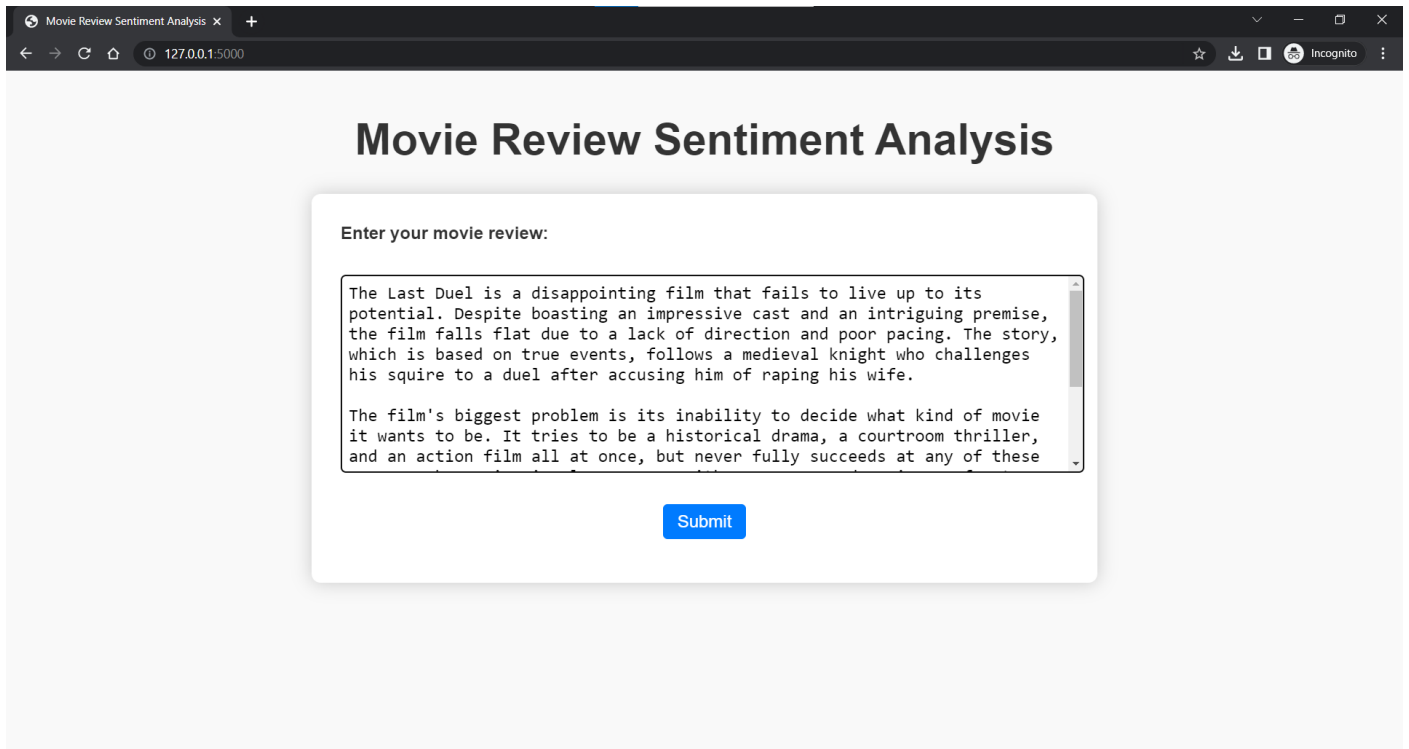 Movie Review Sentiment Analysis
127.0.0.1:5000
Incognito
Movie Review Sentiment Analysis
Enter your movie review:
The Last Duel is a disappointing film that fails to live up to its
potential. Despite boasting an impressive cast and an intriguing premise,
the film falls flat due to a lack of direction and poor pacing. The story,
which is based on true events, follows a medieval knight who challenges
his squire to a duel after accusing him of raping his wife.
The film's biggest problem is its inability to decide what kind of movie
it wants to be. It tries to be a historical drama, a courtroom thriller,
and an action film all at once, but never fully succeeds at any of these
Submit